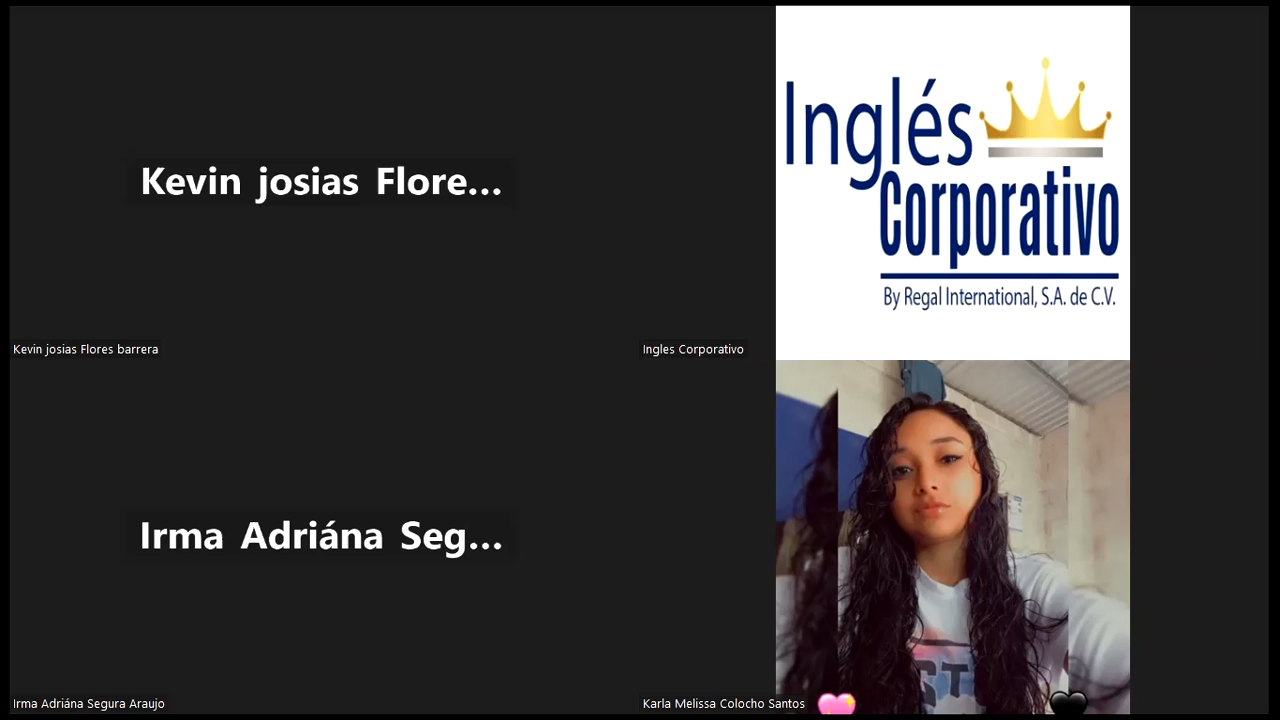 Kevin josias Flore...
Kevin josias Flores barrera
Inglés
Corporativo
By Regal International, S.A. de C.V.
Ingles Corporativo
Irma Adriána Seg...
Irma Adriána Segura Araujo
Karla Melissa Colocho Santos